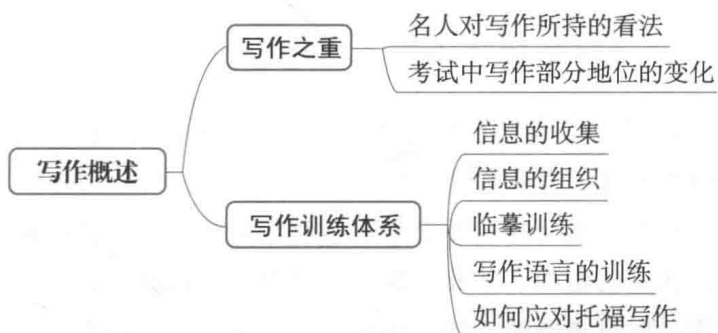 写作概述
写作之重
名人对写作所持的看法
考试中写作部分地位的变化
写作训练体系
信息的收集
信息的组织
临摹训练
写作语言的训练
如何应对托福写作